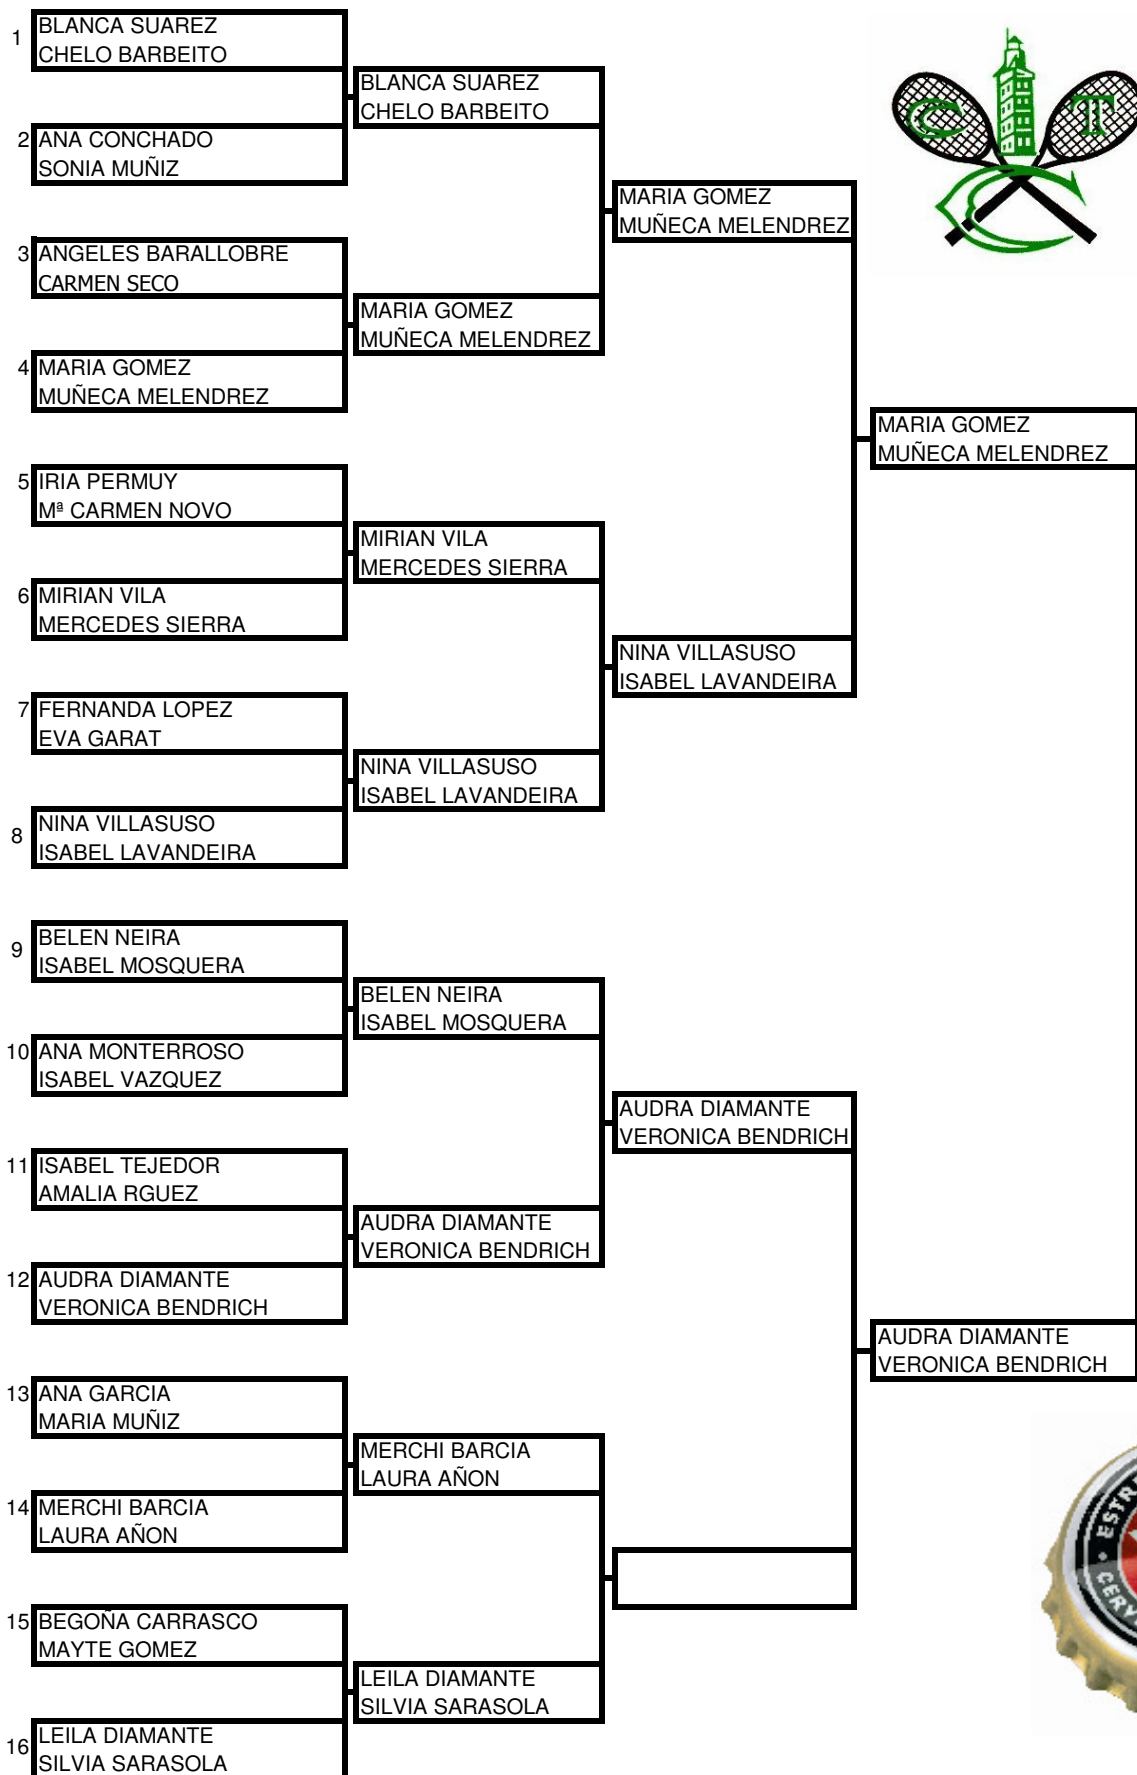 1
BLANCA SUAREZ
CHELO BARBEITO
2
ANA CONCHADO
SONIA MUÑIZ
3
ANGELES BARALLOBRE
CARMEN SECO
4
MARIA GOMEZ
MUÑECA MELENDREZ
5
IRIA PERMUY
Mª CARMEN NOVO
6
MIRIAN VILA
MERCEDES SIERRA
7
FERNANDA LOPEZ
EVA GARAT
8
NINA VILLASUSO
ISABEL LAVANDEIRA
9
BELEN NEIRA
ISABEL MOSQUERA
10
ANA MONTERROSO
ISABEL VAZQUEZ
11
ISABEL TEJEDOR
AMALIA RGUEZ
12
AUDRA DIAMANTE
VERONICA BENDRICH
13
ANA GARCIA
MARIA MUÑIZ
14
MERCHI BARCIA
LAURA AÑON
15
BEGOÑA CARRASCO
MAYTE GOMEZ
16
LEILA DIAMANTE
SILVIA SARASOLA
BLANCA SUAREZ
CHELO BARBEITO
MARIA GOMEZ
MUÑECA MELENDREZ
MIRIAN VILA
MERCEDES SIERRA
NINA VILLASUSO
ISABEL LAVANDEIRA
BELEN NEIRA
ISABEL MOSQUERA
AUDRA DIAMANTE
VERONICA BENDRICH
MERCHI BARCIA
LAURA AÑON
LEILA DIAMANTE
SILVIA SARASOLA
MARIA GOMEZ
MUÑECA MELENDREZ
NINA VILLASUSO
ISABEL LAVANDEIRA
AUDRA DIAMANTE
VERONICA BENDRICH
MARIA GOMEZ
MUÑECA MELENDREZ
AUDRA DIAMANTE
VERONICA BENDRICH
C T